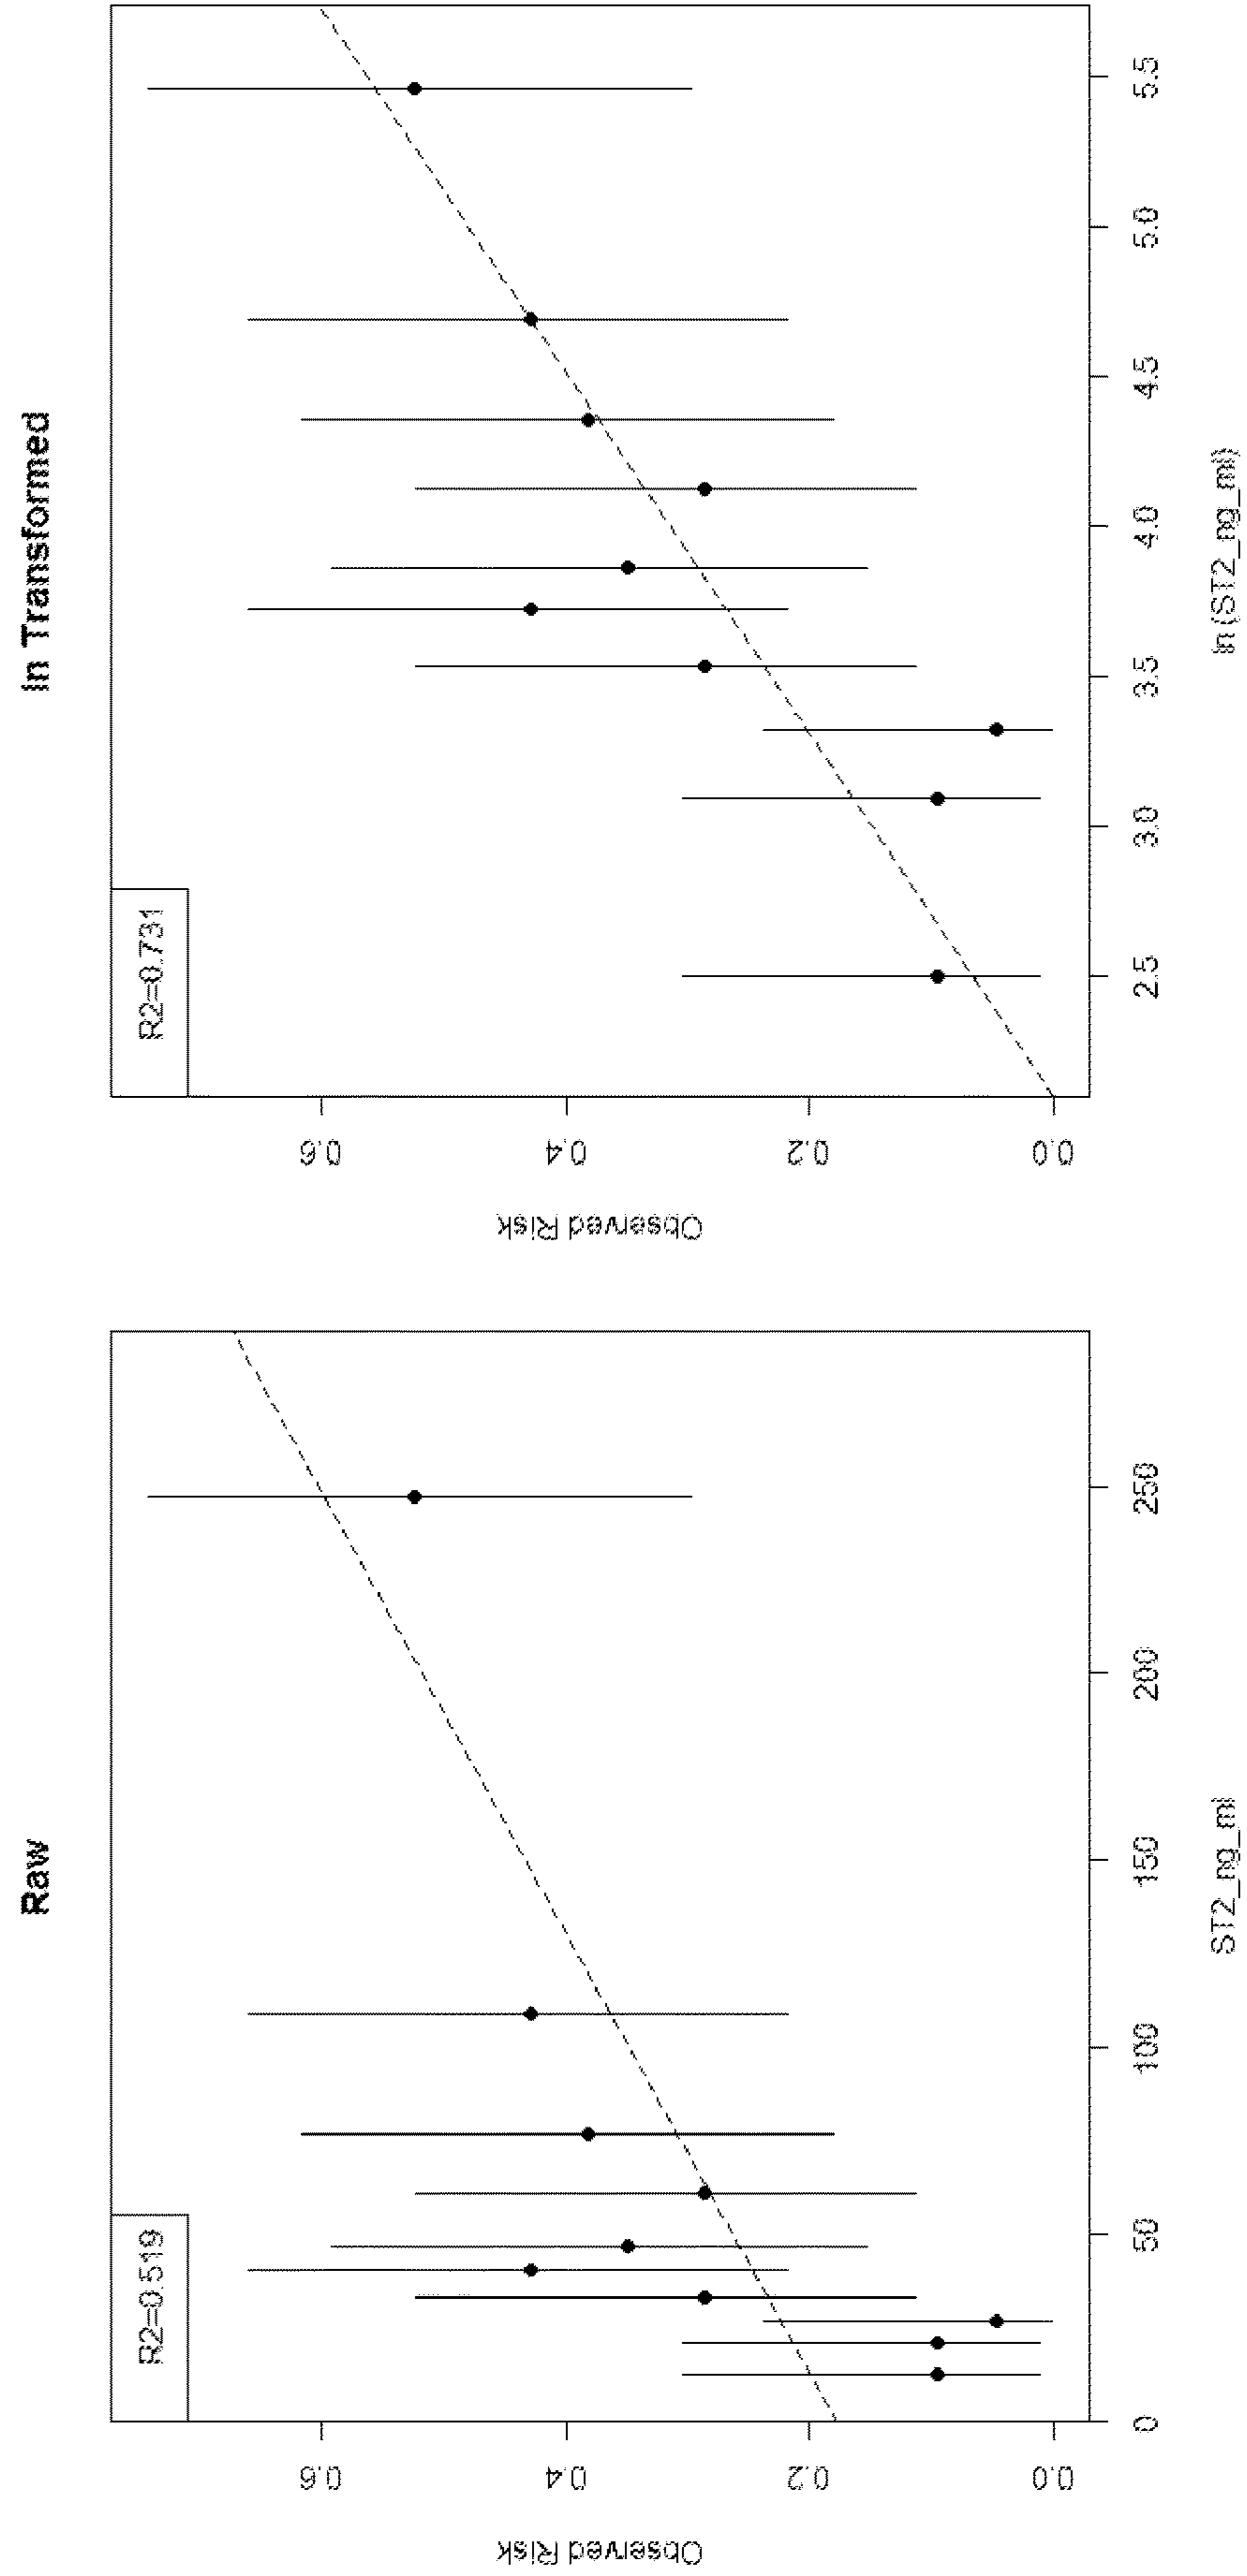 Raw
R2=0.519
Observed Risk
0.0
0.2
0.4
0.6
0
50
100
150
200
250
ST2_ng_ml
ln Transformed
R2=0.731
Observed Risk
0.0
0.2
0.4
0.6
2.5
3.0
3.5
4.0
4.5
5.0
5.5
ln (ST2_ng_ml)